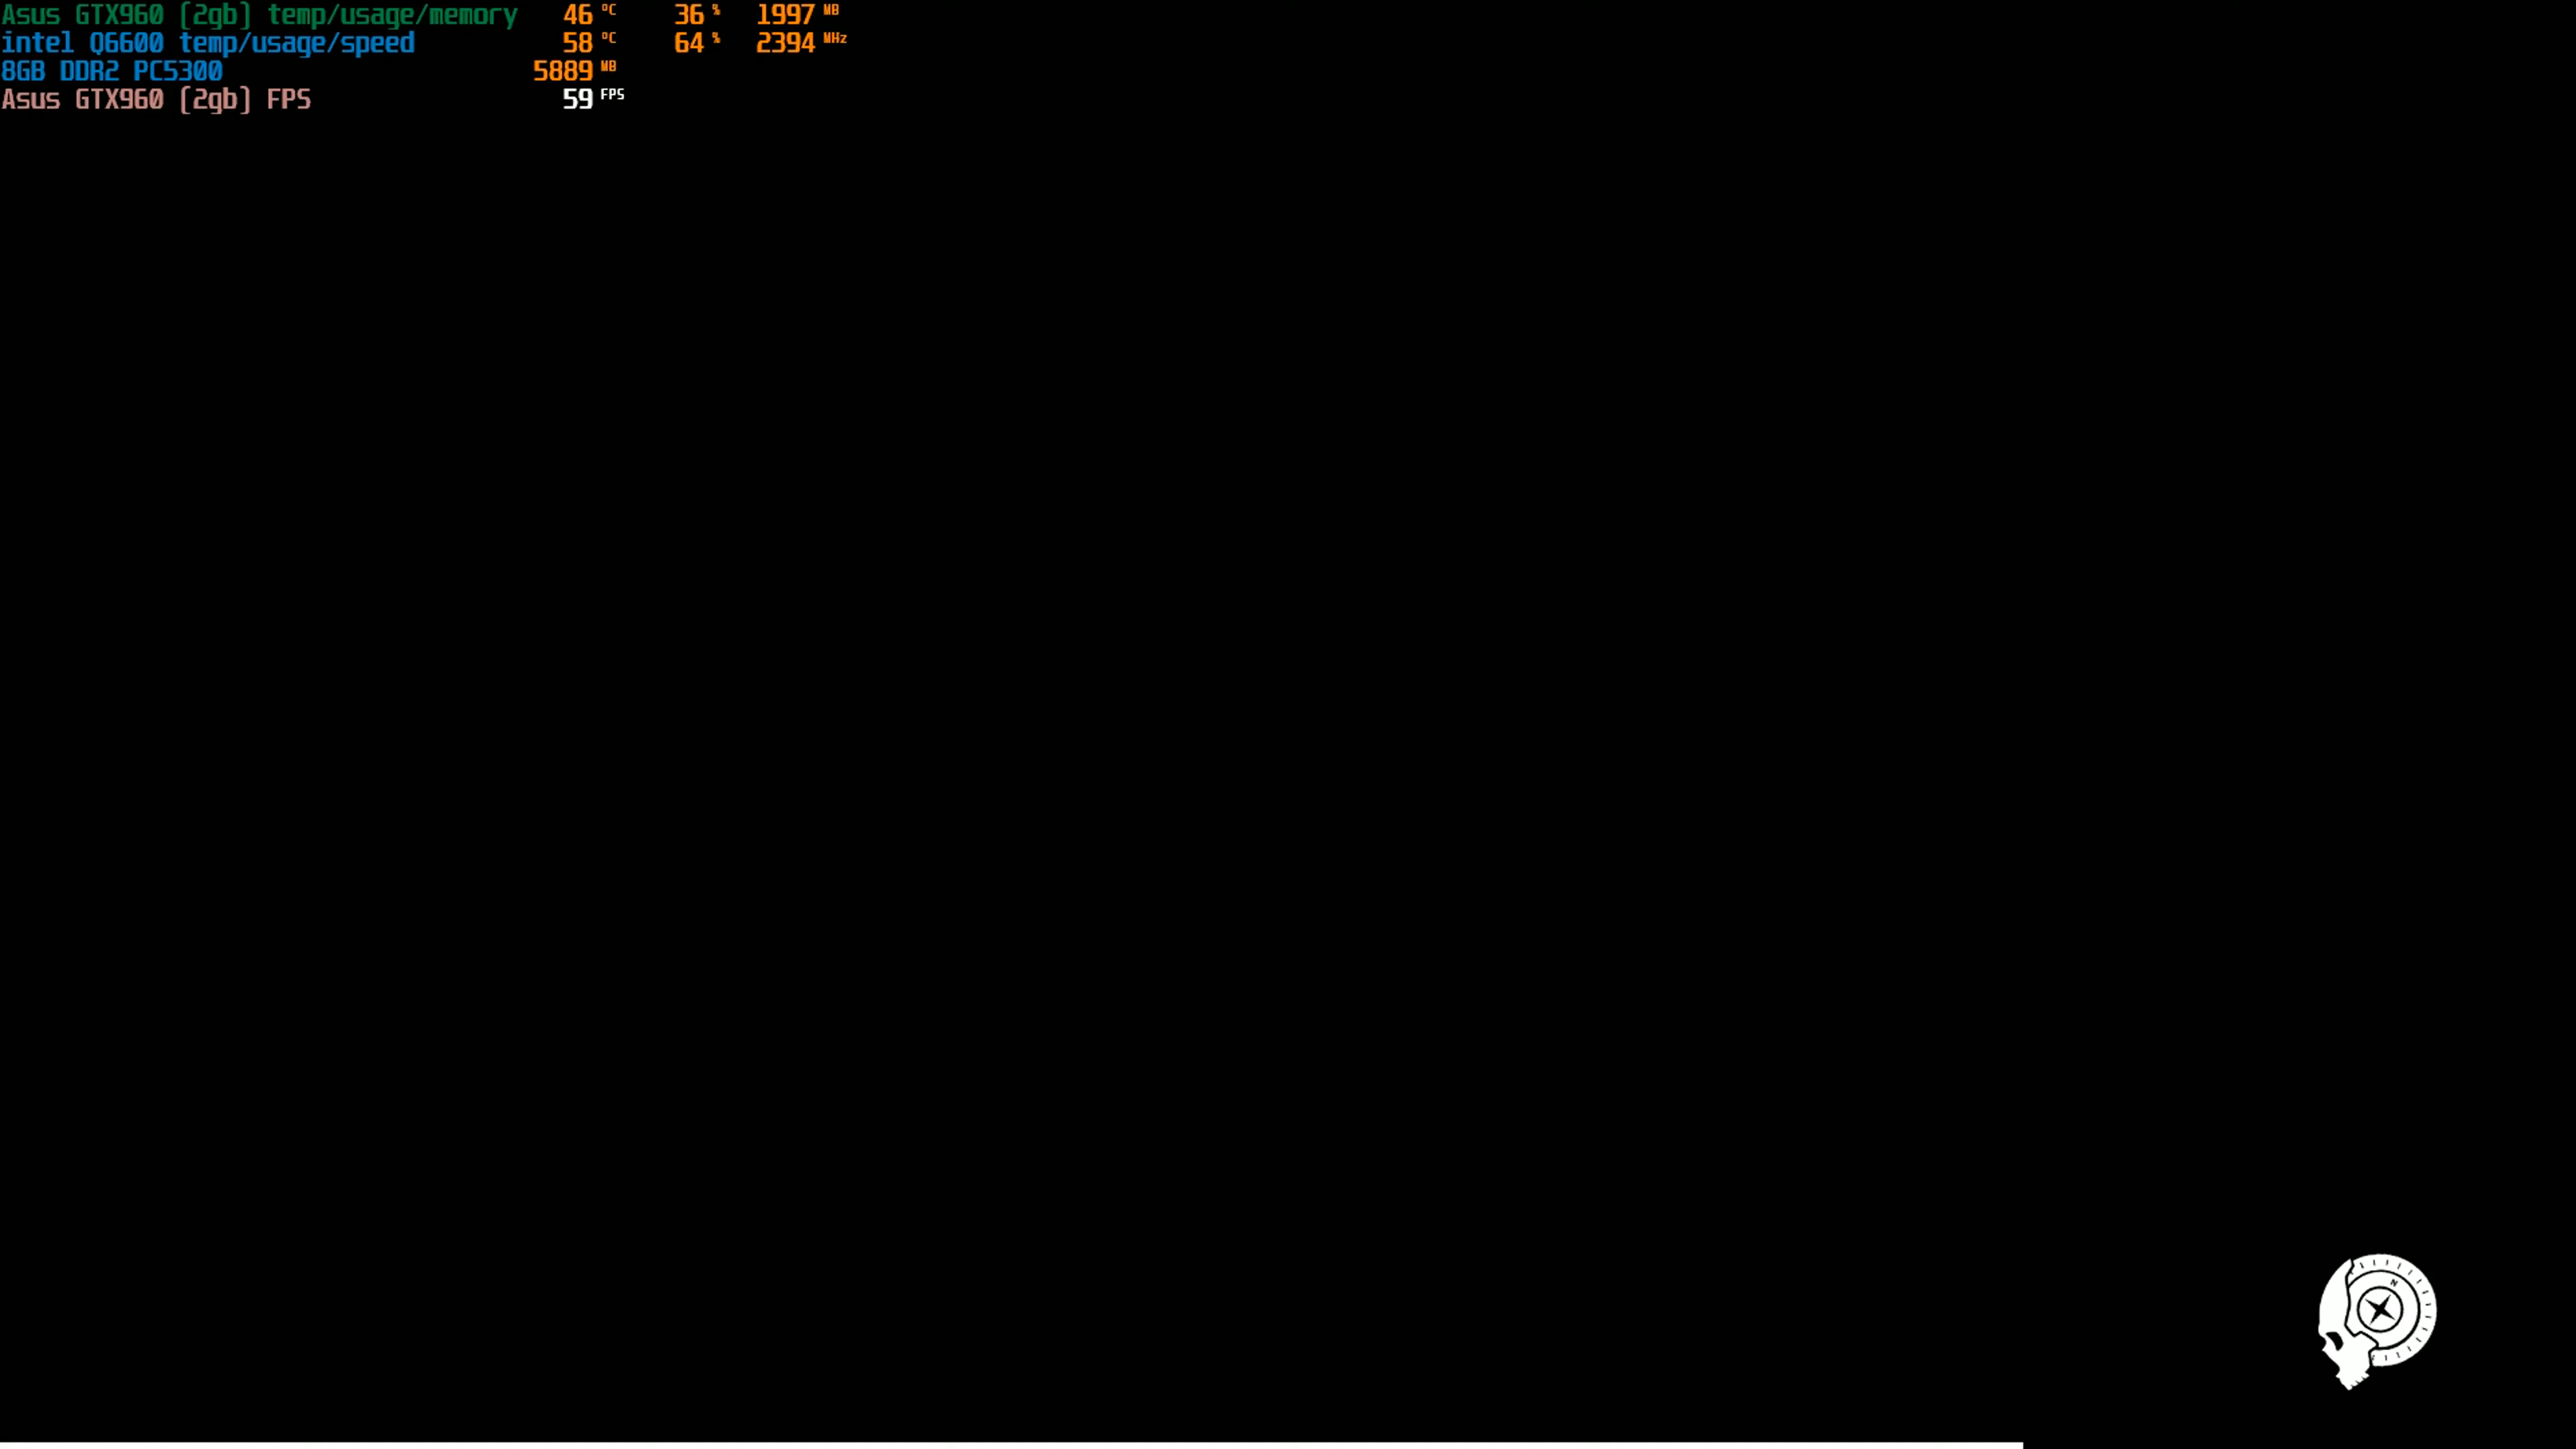 Asus GTX960 [2gb] temp/usage/memory 46 °C 36 % 1997 MB
intel Q6600 temp/usage/speed 58 °C 64 % 2394 MHz
8GB DDR2 PC5300 5889 MB
Asus GTX960 [2gb] FPS 59 FPS
N